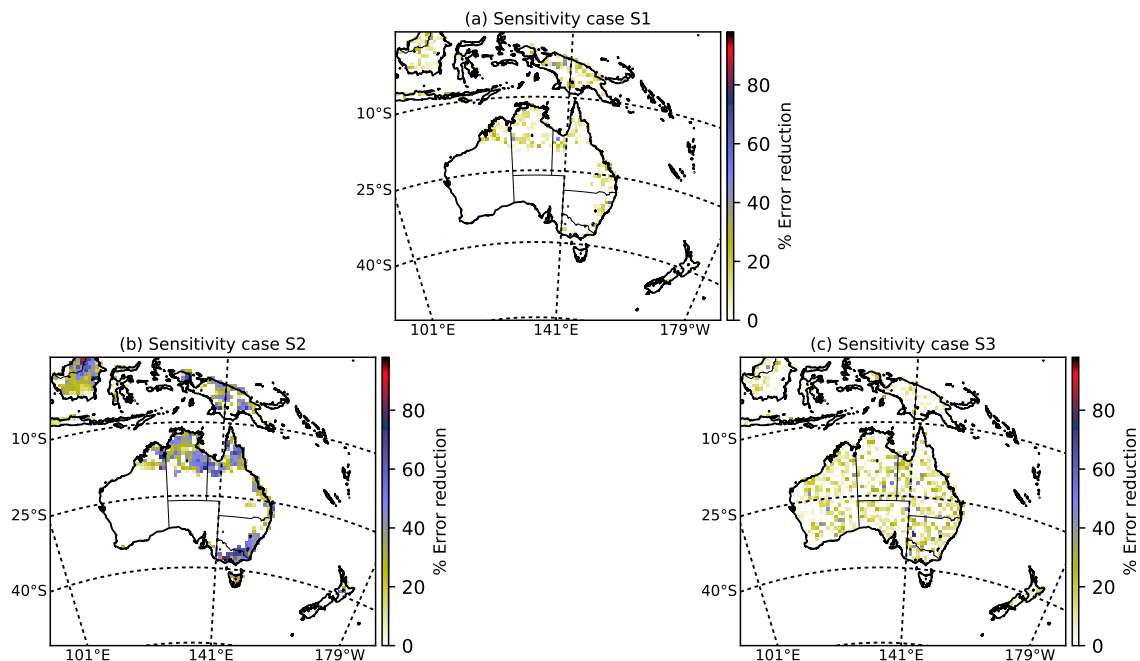 (a) Sensitivity case S1
10°S
25°S
40°S
101°E 141°E 179°W
80
60
40
20
0
% Error reduction
(b) Sensitivity case S2
10°S
25°S
40°S
101°E 141°E 179°W
80
60
40
20
0
% Error reduction
(c) Sensitivity case S3
10°S
25°S
40°S
101°E 141°E 179°W
80
60
40
20
0
% Error reduction